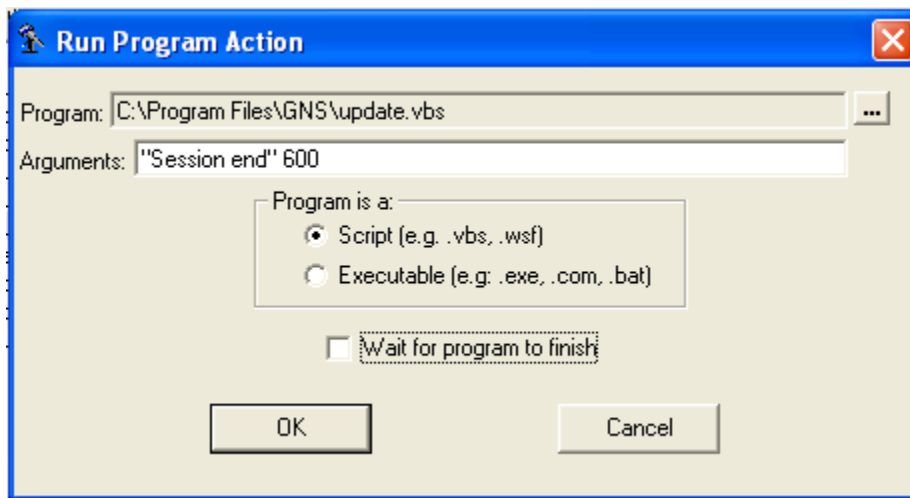 Run Program Action
Program: C:\Program Files\GNS\update.vbs ...
Arguments: "Session end" 600
Program is a:
Script (e.g. .vbs, .wsf)
Executable (e.g: .exe, .com, .bat)
Wait for program to finish
OK Cancel